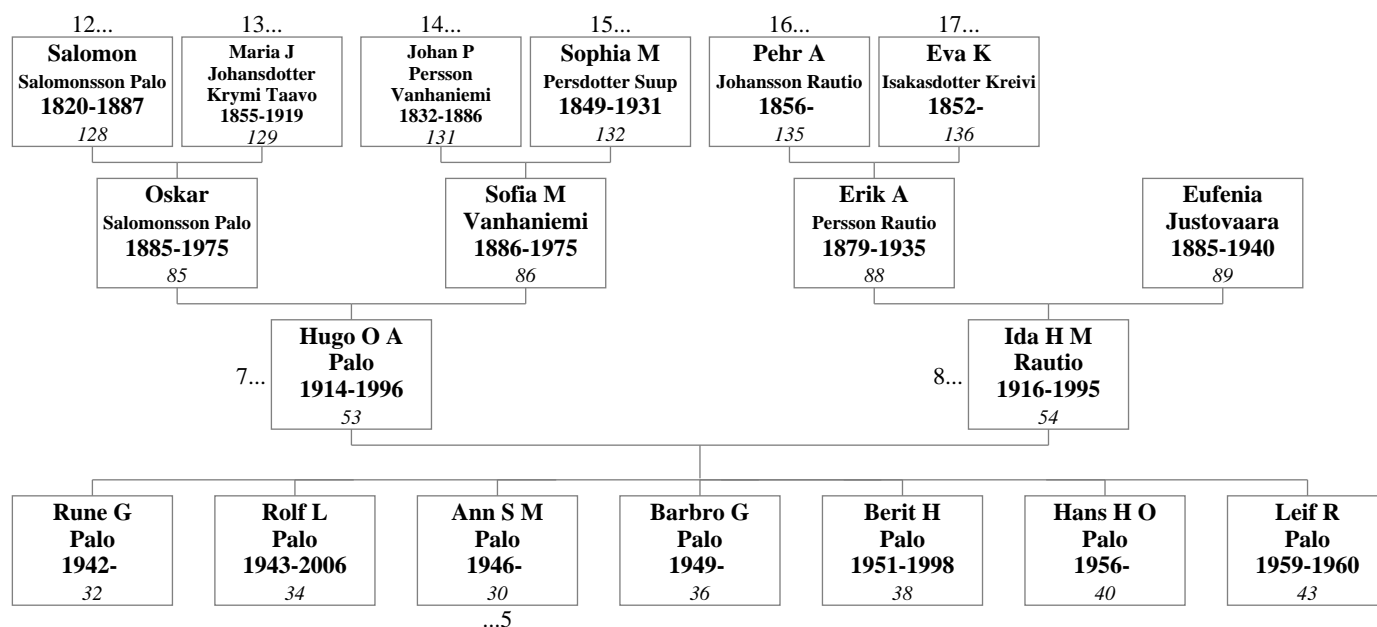 12... 13... 14... 15... 16... 17...
Salomon
Salomonsson Palo
1820-1887
128
Maria J
Johansdotter
Krymi Taavo
1855-1919
129
Johan P
Persson
Vanhaniemi
1832-1886
131
Sophia M
Persdotter Suup
1849-1931
132
Pehr A
Johansson Rautio
1856-
135
Eva K
Isakasdotter Kreivi
1852-
136
Oskar
Salomonsson Palo
1885-1975
85
Sofia M
Vanhaniemi
1886-1975
86
Erik A
Persson Rautio
1879-1935
88
Eufenia
Justovaara
1885-1940
89
7...
Hugo O A
Palo
1914-1996
53
8...
Ida H M
Rautio
1916-1995
54
Rune G
Palo
1942-
32
Rolf L
Palo
1943-2006
34
Ann S M
Palo
1946-
30
...5
Barbro G
Palo
1949-
36
Berit H
Palo
1951-1998
38
Hans H O
Palo
1956-
40
Leif R
Palo
1959-1960
43